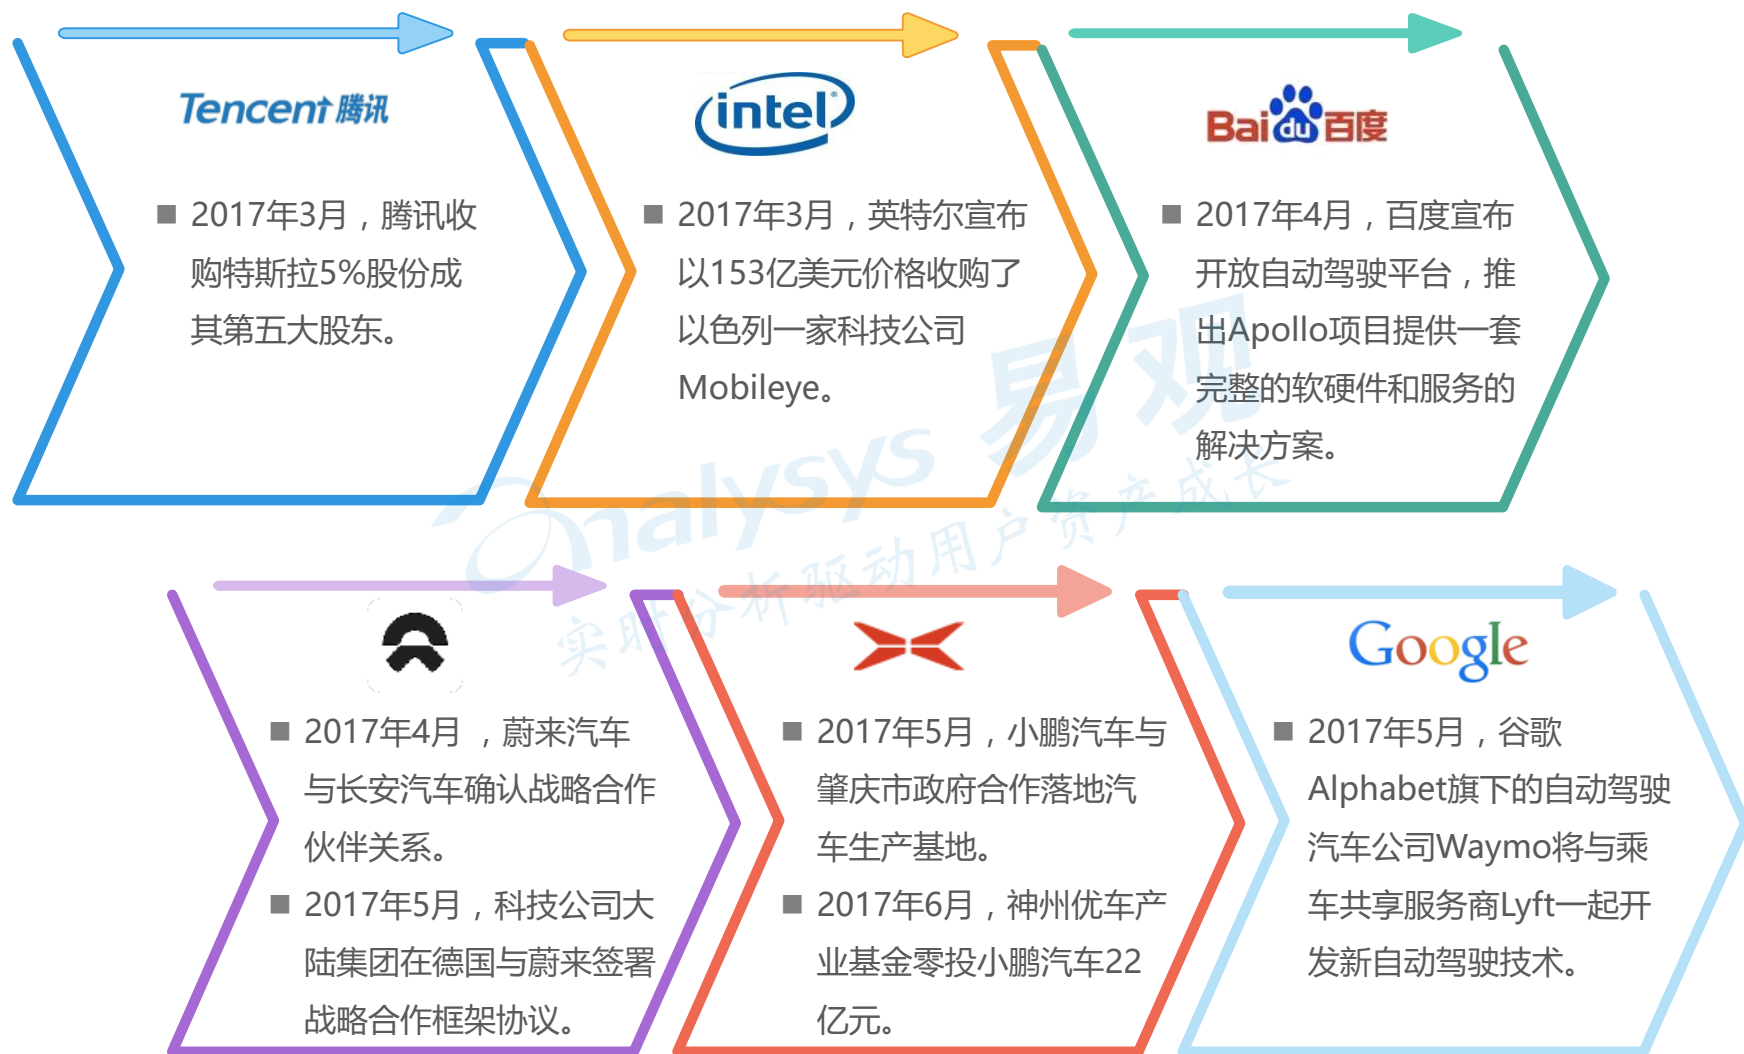 Tencent 腾讯
2017年3月，腾讯收
购特斯拉5%股份成
其第五大股东。
intel
2017年3月，英特尔宣布
以153亿美元价格收购了
以色列一家科技公司
Mobileye。
Baidu百度
2017年4月，百度宣布
开放自动驾驶平台，推
出Apollo项目提供一套
完整的软硬件和服务的
解决方案。
analysys 易观
实时分析驱动用户资产成长
2017年4月 ，蔚来汽车
与长安汽车确认战略合作
伙伴关系。
2017年5月，科技公司大
陆集团在德国与蔚来签署
战略合作框架协议。
2017年5月，小鹏汽车与
肇庆市政府合作落地汽
车生产基地。
2017年6月，神州优车产
业基金零投小鹏汽车22
亿元。
Google
2017年5月，谷歌
Alphabet旗下的自动驾驶
汽车公司Waymo将与乘
车共享服务商Lyft一起开
发新自动驾驶技术。